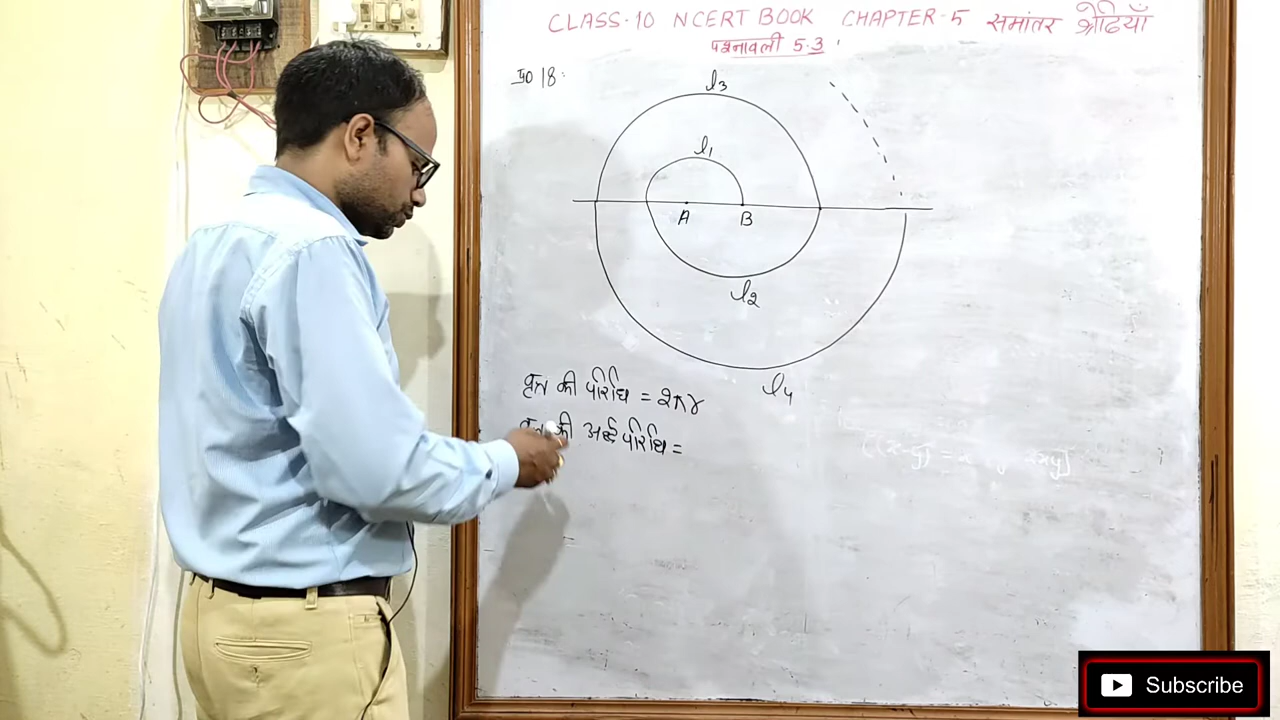 CLASS-10 NCERT BOOK CHAPTER-5 समांतर श्रेढियाँ
प्रश्नावली 5.3
प्र0 18:
l3
l1
A B
l2
l4
वृत्त की परिधि = 2πr
वृत्त की अर्द्ध परिधि =
Subscribe